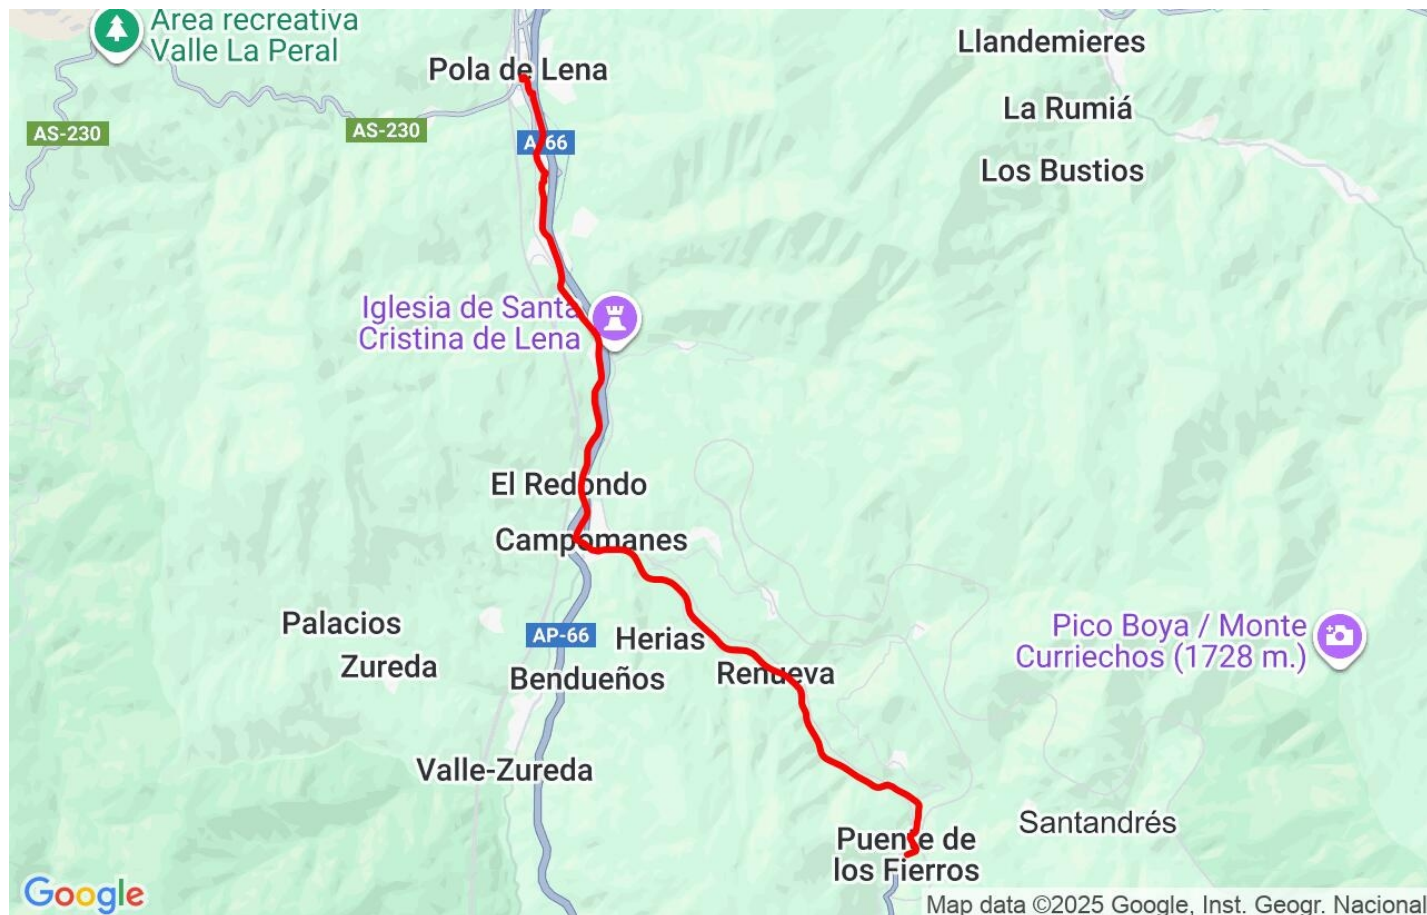 Área recreativa
Valle La Peral
Pola de Lena
Llandemieres
La Rumiá
AS-230
AS-230
A-66
Los Bustios
Iglesia de Santa
Cristina de Lena
El Redondo
Campomanes
Palacios
AP-66
Herias
Pico Boya / Monte
Curriechos (1728 m.)
Zureda
Bendueños
Renueva
Valle-Zureda
Santandrés
Puente de
los Fierros
Google
Map data ©2025 Google, Inst. Geogr. Nacional